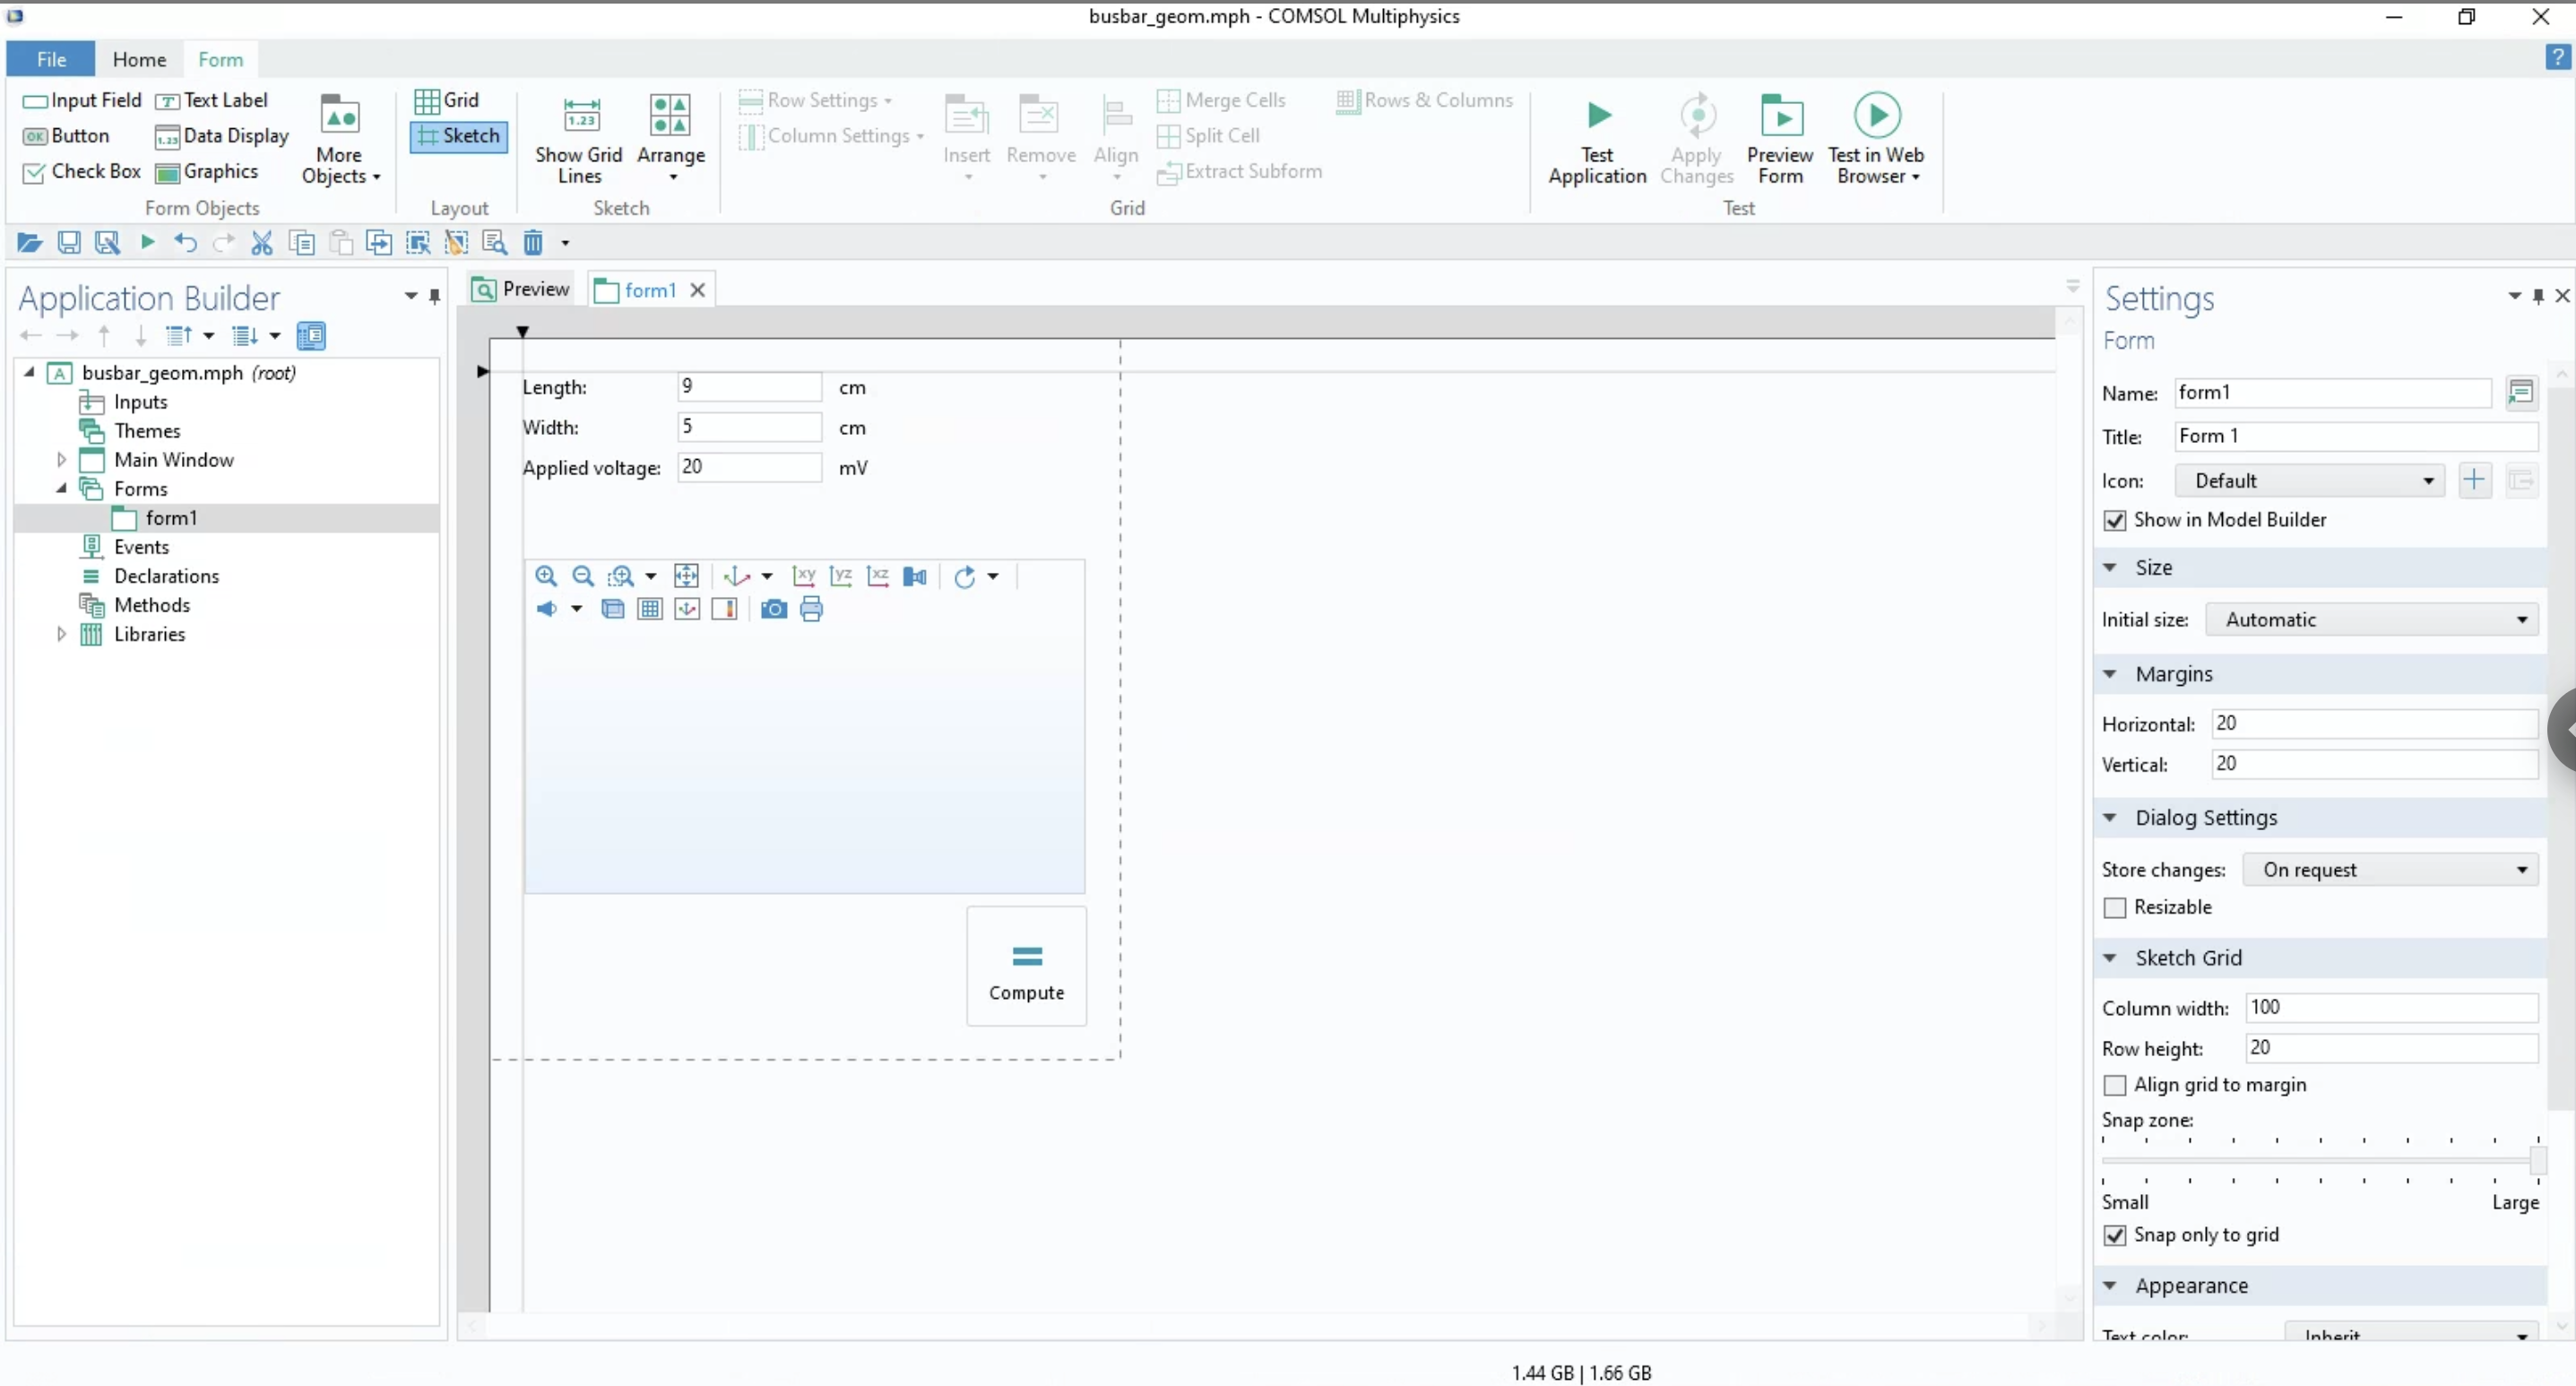 busbar_geom.mph - COMSOL Multiphysics
File Home Form
?
Input Field Text Label
Button Data Display
Check Box Graphics
More Objects
Form Objects
Grid
Sketch
Layout
Show Grid Lines
Arrange
Sketch
Row Settings
Column Settings
Insert
Remove
Align
Merge Cells
Split Cell
Extract Subform
Rows & Columns
Grid
Test Application
Apply Changes
Preview Form
Test in Web Browser
Test
Application Builder
busbar_geom.mph (root)
Inputs
Themes
Main Window
Forms
form1
Events
Declarations
Methods
Libraries
Preview form1
Length: 9 cm
Width: 5 cm
Applied voltage: 20 mV
xy yz xz
Compute
Settings
Form
Name: form1
Title: Form 1
Icon: Default
Show in Model Builder
Size
Initial size: Automatic
Margins
Horizontal: 20
Vertical: 20
Dialog Settings
Store changes: On request
Resizable
Sketch Grid
Column width: 100
Row height: 20
Align grid to margin
Snap zone:
Small Large
Snap only to grid
Appearance
Text color: Inherit
1.44 GB | 1.66 GB